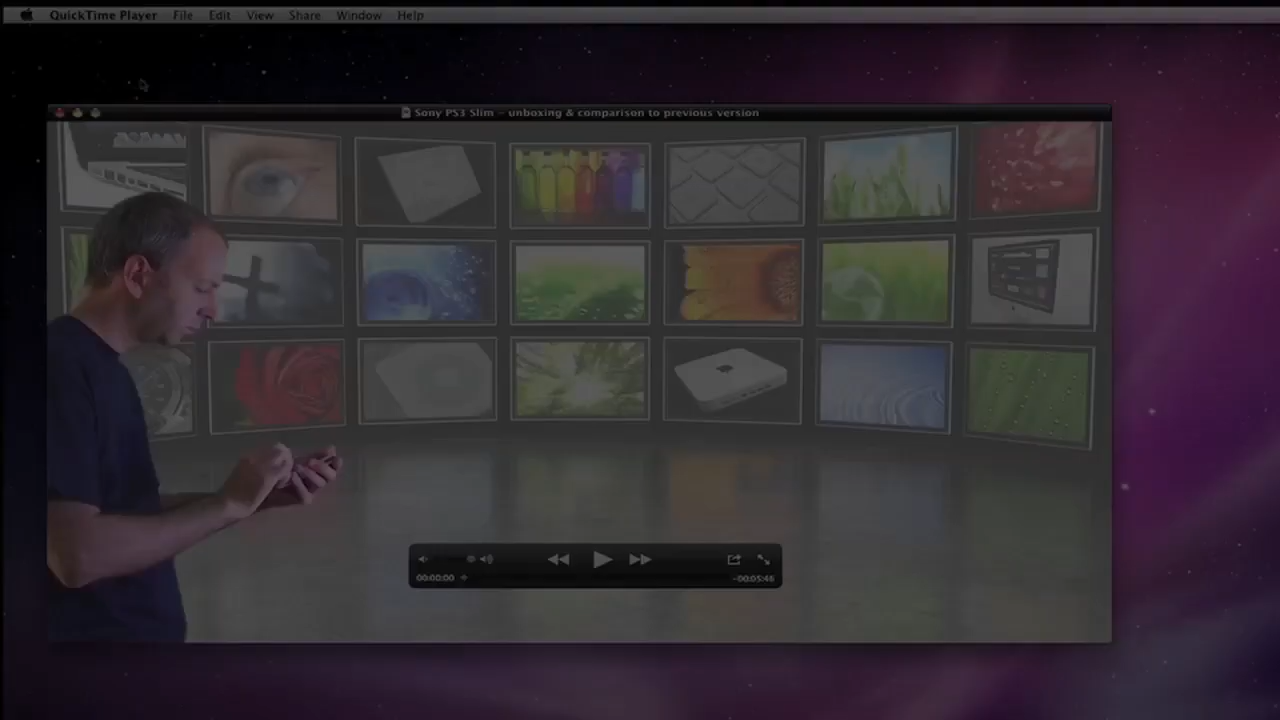 QuickTime Player File Edit View Share Window Help
Sony PS3 Slim – unboxing & comparison to previous version
00:00:00 -00:05:46